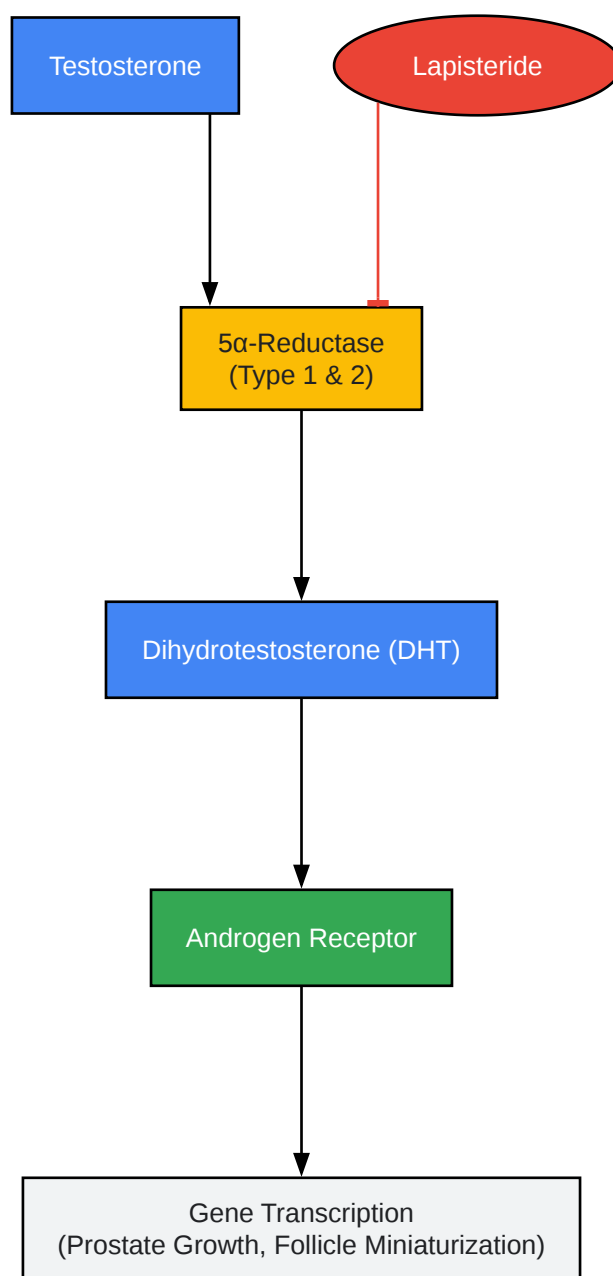 Testosterone
Lapisteride
5α-Reductase
(Type 1 & 2)
Dihydrotestosterone (DHT)
Androgen Receptor
Gene Transcription
(Prostate Growth, Follicle Miniaturization)